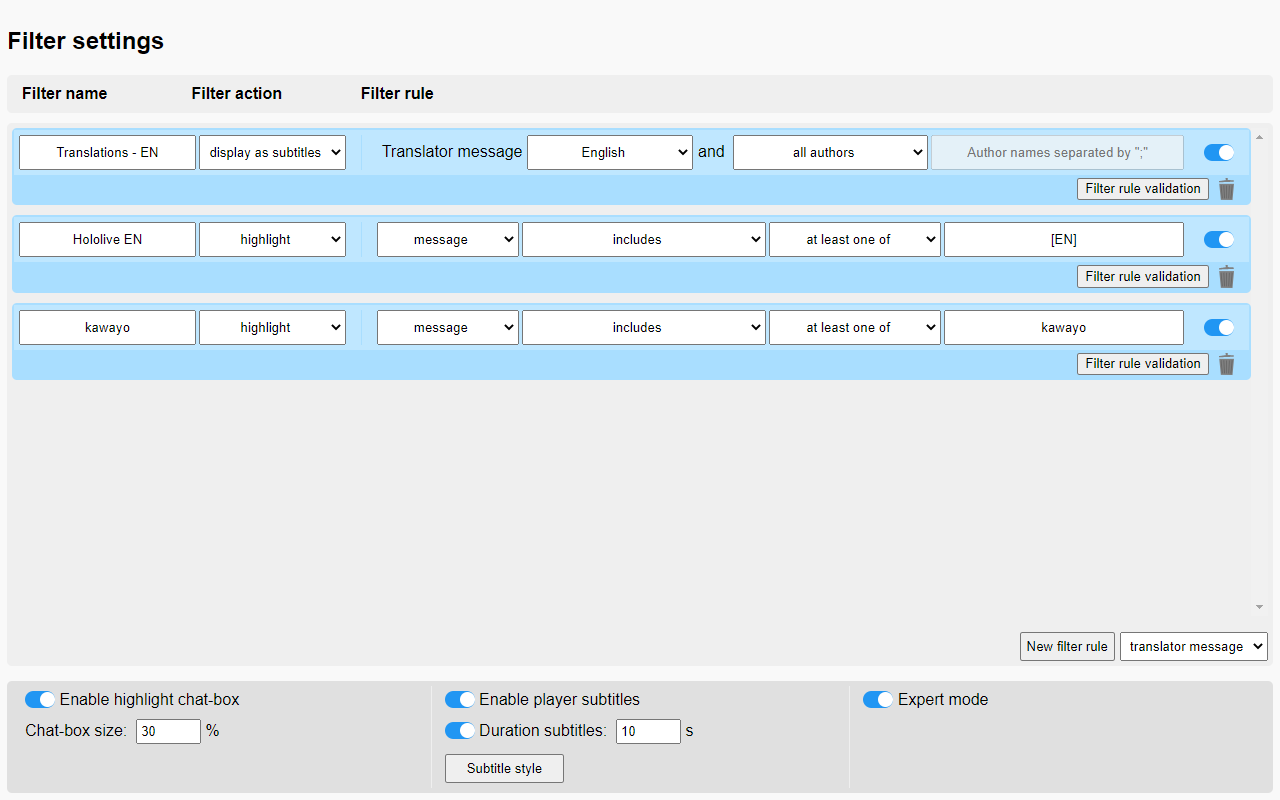 Filter settings
Filter name Filter action Filter rule
Translations - EN display as subtitles Translator message English and all authors Author names separated by ";"
Filter rule validation
Hololive EN highlight message includes at least one of [EN]
Filter rule validation
kawayo highlight message includes at least one of kawayo
Filter rule validation
New filter rule translator message
Enable highlight chat-box Enable player subtitles Expert mode
Chat-box size: 30 % Duration subtitles: 10 s
Subtitle style